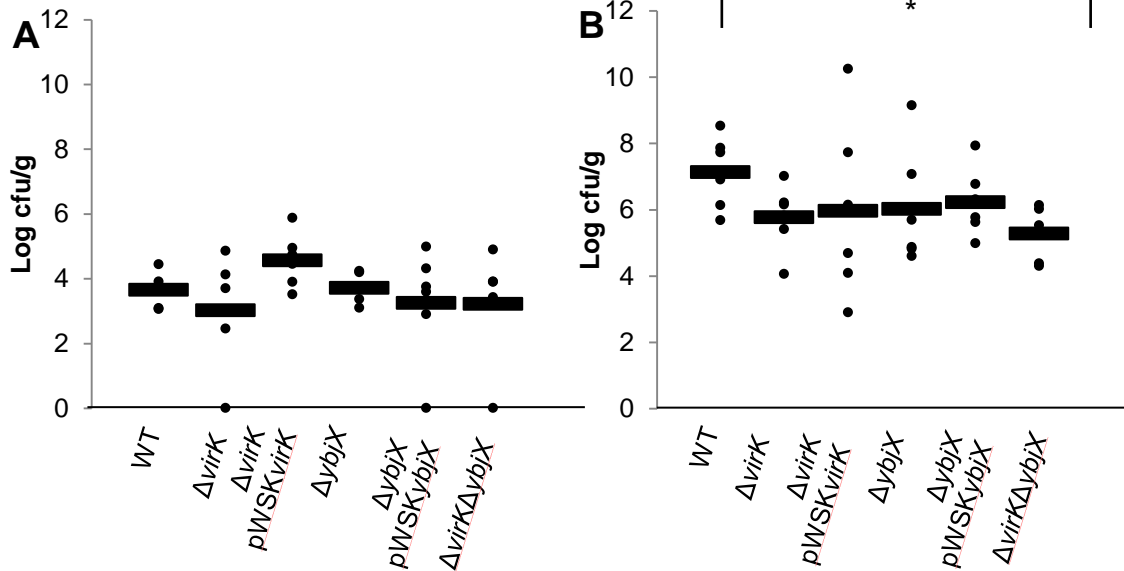 A
12
10
8
6
4
2
0
Log cfu/g
WT
ΔvirK
ΔvirK
pWSKvirK
ΔybjX
ΔybjX
pWSKybjX
ΔvirKΔybjX
B
*
12
10
8
6
4
2
0
Log cfu/g
WT
ΔvirK
ΔvirK
pWSKvirK
ΔybjX
ΔybjX
pWSKybjX
ΔvirKΔybjX